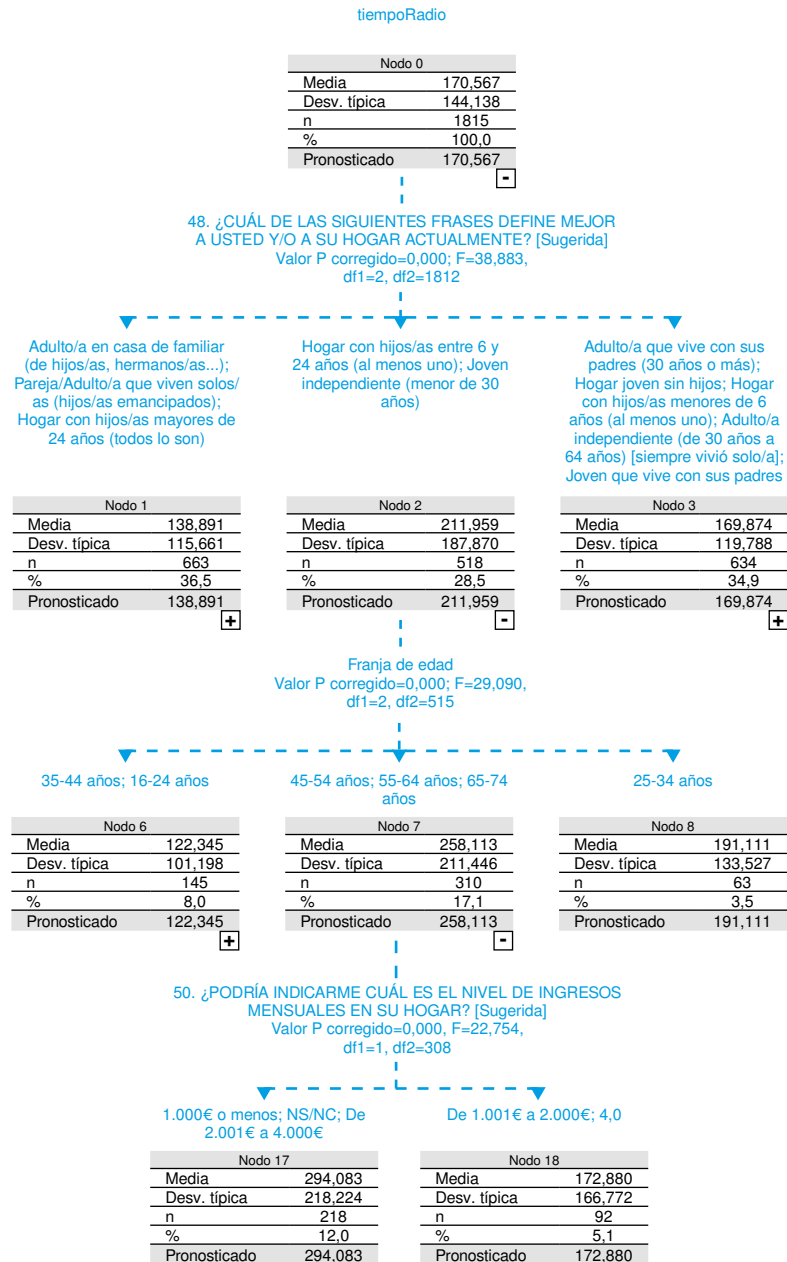 tiempoRadio
Nodo 0
Media 170,567
Desv. típica 144,138
n 1815
% 100,0
Pronosticado 170,567
-
48. ¿CUÁL DE LAS SIGUIENTES FRASES DEFINE MEJOR
A USTED Y/O A SU HOGAR ACTUALMENTE? [Sugerida]
Valor P corregido=0,000; F=38,883,
df1=2, df2=1812
Adulto/a en casa de familiar
(de hijos/as, hermanos/as...);
Pareja/Adulto/a que viven solos/
as (hijos/as emancipados);
Hogar con hijos/as mayores de
24 años (todos lo son)
Hogar con hijos/as entre 6 y
24 años (al menos uno); Joven
independiente (menor de 30
años)
Adulto/a que vive con sus
padres (30 años o más);
Hogar joven sin hijos; Hogar
con hijos/as menores de 6
años (al menos uno); Adulto/a
independiente (de 30 años a
64 años) [siempre vivió solo/a];
Joven que vive con sus padres
Nodo 1
Media 138,891
Desv. típica 115,661
n 663
% 36,5
Pronosticado 138,891
+
Nodo 2
Media 211,959
Desv. típica 187,870
n 518
% 28,5
Pronosticado 211,959
-
Nodo 3
Media 169,874
Desv. típica 119,788
n 634
% 34,9
Pronosticado 169,874
+
Franja de edad
Valor P corregido=0,000; F=29,090,
df1=2, df2=515
35-44 años; 16-24 años
45-54 años; 55-64 años; 65-74
años
25-34 años
Nodo 6
Media 122,345
Desv. típica 101,198
n 145
% 8,0
Pronosticado 122,345
+
Nodo 7
Media 258,113
Desv. típica 211,446
n 310
% 17,1
Pronosticado 258,113
-
Nodo 8
Media 191,111
Desv. típica 133,527
n 63
% 3,5
Pronosticado 191,111
50. ¿PODRÍA INDICARME CUÁL ES EL NIVEL DE INGRESOS
MENSUALES EN SU HOGAR? [Sugerida]
Valor P corregido=0,000, F=22,754,
df1=1, df2=308
1.000€ o menos; NS/NC; De
2.001€ a 4.000€
De 1.001€ a 2.000€; 4,0
Nodo 17
Media 294,083
Desv. típica 218,224
n 218
% 12,0
Pronosticado 294,083
Nodo 18
Media 172,880
Desv. típica 166,772
n 92
% 5,1
Pronosticado 172,880